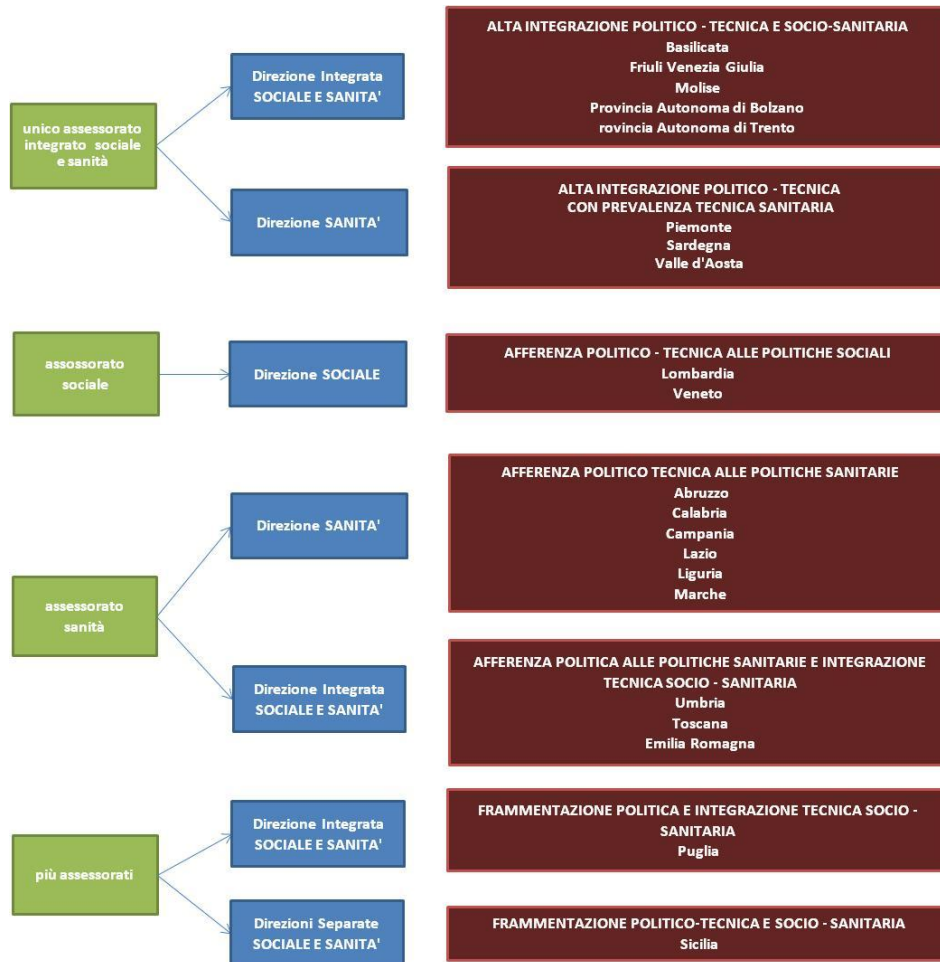 unico assessorato
integrato sociale
e sanità
Direzione Integrata
SOCIALE E SANITA'
ALTA INTEGRAZIONE POLITICO - TECNICA E SOCIO-SANITARIA
Basilicata
Friuli Venezia Giulia
Molise
Provincia Autonoma di Bolzano
rovincia Autonoma di Trento
Direzione SANITA'
ALTA INTEGRAZIONE POLITICO - TECNICA
CON PREVALENZA TECNICA SANITARIA
Piemonte
Sardegna
Valle d'Aosta
assossorato
sociale
Direzione SOCIALE
AFFERENZA POLITICO - TECNICA ALLE POLITICHE SOCIALI
Lombardia
Veneto
assessorato
sanità
Direzione SANITA'
AFFERENZA POLITICO TECNICA ALLE POLITICHE SANITARIE
Abruzzo
Calabria
Campania
Lazio
Liguria
Marche
Direzione Integrata
SOCIALE E SANITA'
AFFERENZA POLITICA ALLE POLITICHE SANITARIE E INTEGRAZIONE
TECNICA SOCIO - SANITARIA
Umbria
Toscana
Emilia Romagna
più assessorati
Direzione Integrata
SOCIALE E SANITA'
FRAMMENTAZIONE POLITICA E INTEGRAZIONE TECNICA SOCIO -
SANITARIA
Puglia
Direzioni Separate
SOCIALE E SANITA'
FRAMMENTAZIONE POLITICO-TECNICA E SOCIO - SANITARIA
Sicilia